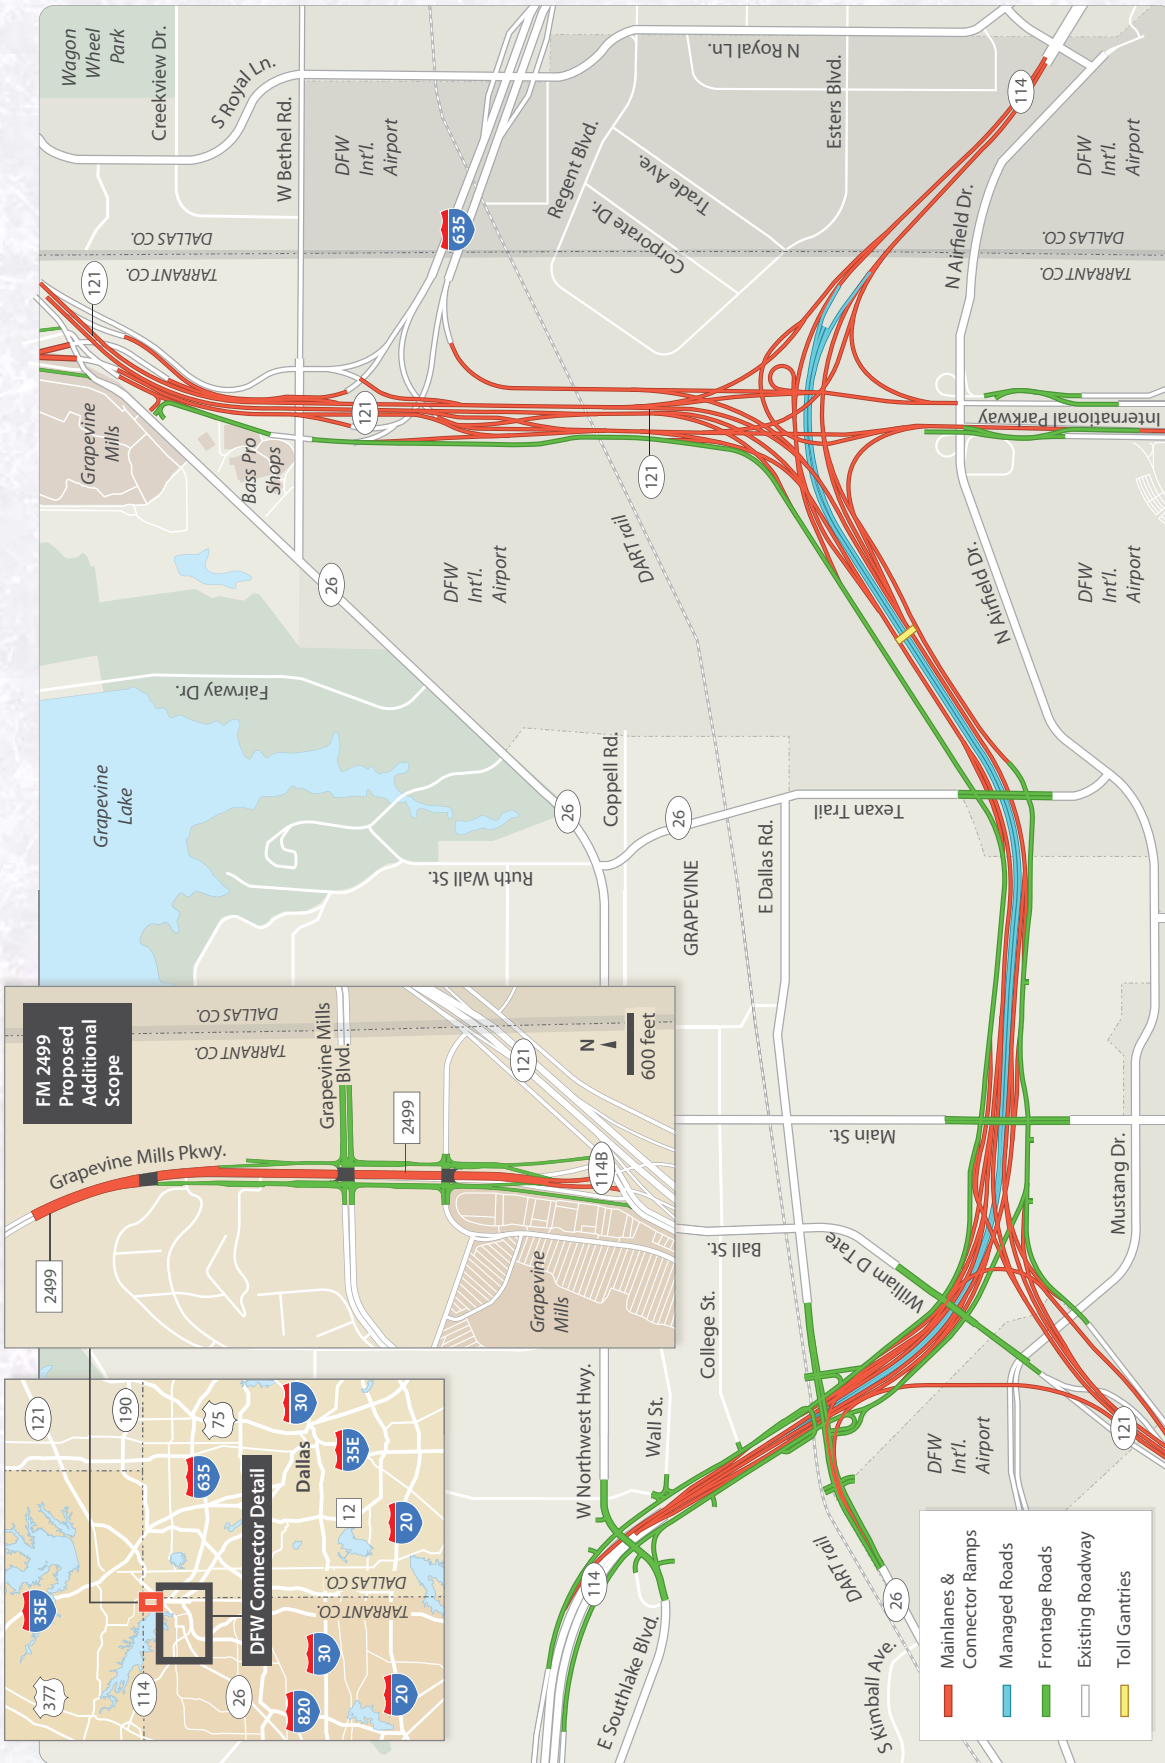 Wagon
Wheel
Park
Creekview Dr.
S Royal Ln.
W Bethel Rd.
DFW
Int'l.
Airport
635
Regent Blvd.
Trade Ave.
Corporate Dr.
N Royal Ln.
Esters Blvd.
114
DFW
Int'l.
Airport
N Airfield Dr.
DALLAS CO.
TARRANT CO.
DALLAS CO.
TARRANT CO.
121
Grapevine
Mills
Bass Pro
Shops
121
121
International Parkway
26
DFW
Int'l.
Airport
DART rail
N Airfield Dr.
DFW
Int'l.
Airport
Fairway Dr.
Grapevine
Lake
26
Coppell Rd.
26
Texan Trail
Ruth Wall St.
GRAPEVINE
E Dallas Rd.
FM 2499
Proposed
Additional
Scope
DALLAS CO.
TARRANT CO.
Grapevine Mills
Blvd.
Grapevine Mills Pkwy.
2499
2499
121
114B
N
600 feet
Grapevine
Mills
Main St.
Mustang Dr.
Ball St.
William D Tate
College St.
W Northwest Hwy.
Wall St.
DFW
Int'l.
Airport
121
114
DART rail
26
E Southlake Blvd.
S Kimball Ave.
121
190
75
30
635
35E
Dallas
12
20
DFW Connector Detail
35E
DALLAS CO.
TARRANT CO.
377
114
26
30
820
20
Mainlanes &
Connector Ramps
Managed Roads
Frontage Roads
Existing Roadway
Toll Gantries